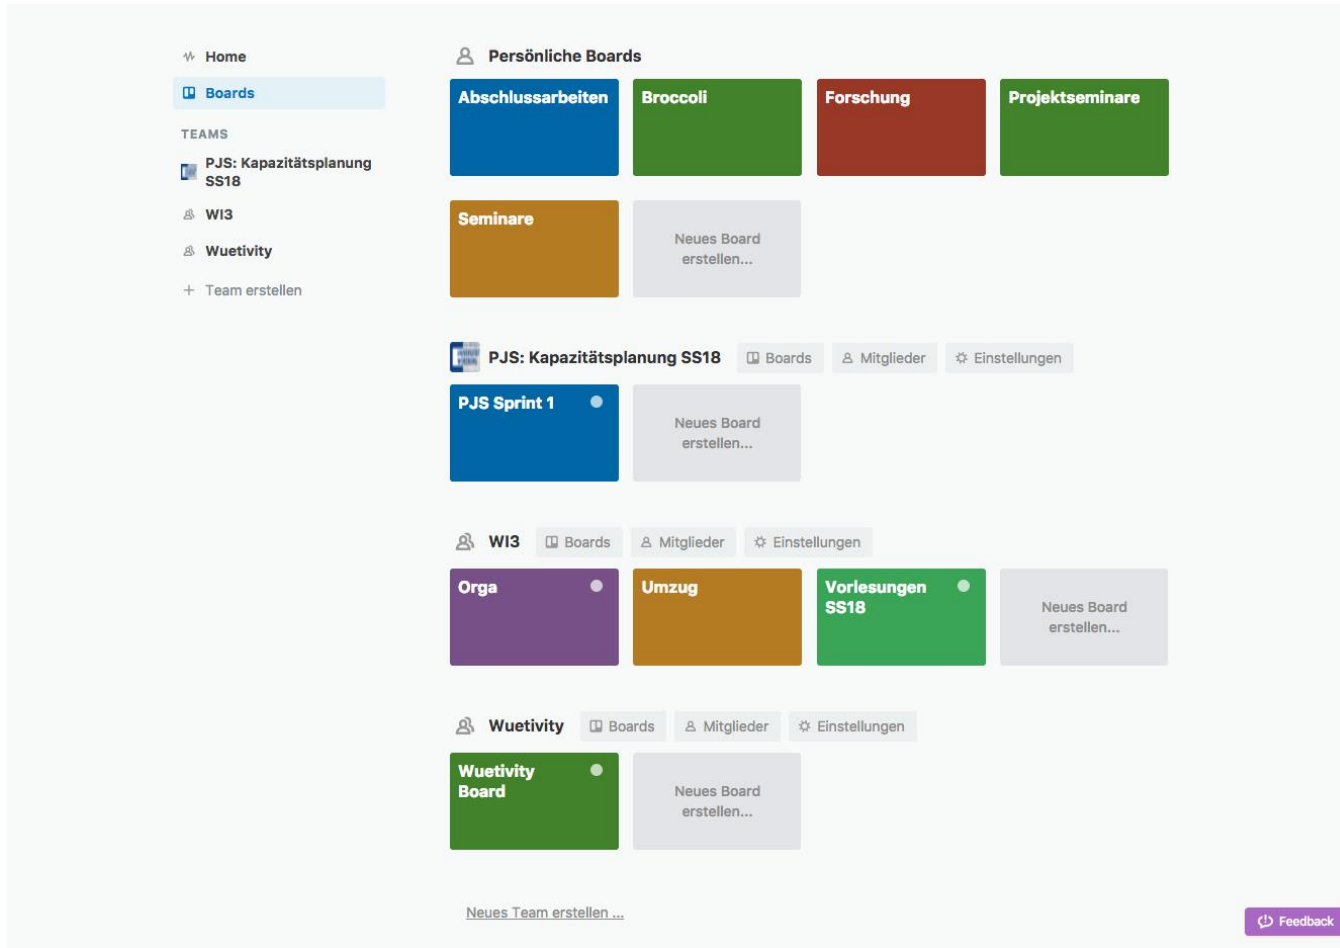 Home
Boards
TEAMS
PJS: Kapazitätsplanung
SS18
WI3
Wuetivity
+ Team erstellen
Persönliche Boards
Abschlussarbeiten
Broccoli
Forschung
Projektseminare
Seminare
Neues Board
erstellen...
PJS: Kapazitätsplanung SS18
Boards
Mitglieder
Einstellungen
PJS Sprint 1
Neues Board
erstellen...
WI3
Boards
Mitglieder
Einstellungen
Orga
Umzug
Vorlesungen
SS18
Neues Board
erstellen...
Wuetivity
Boards
Mitglieder
Einstellungen
Wuetivity
Board
Neues Board
erstellen...
Neues Team erstellen ...
Feedback